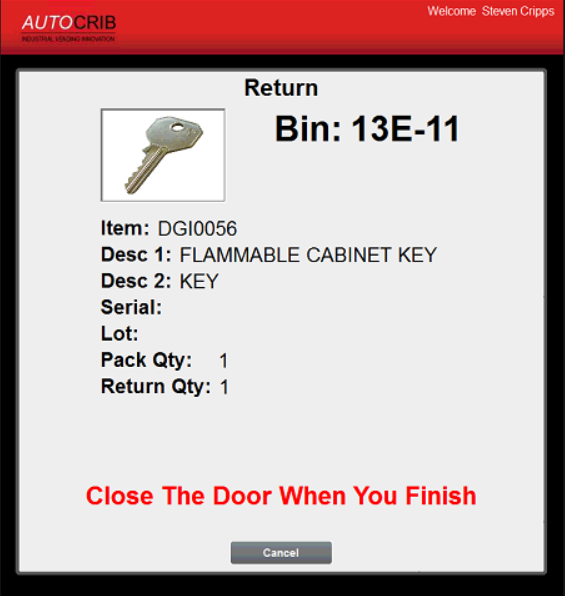 Welcome Steven Cripps
AUTOCRIB
INDUSTRIAL VENDING INNOVATION
Return
Bin: 13E-11
Item: DGI0056
Desc 1: FLAMMABLE CABINET KEY
Desc 2: KEY
Serial:
Lot:
Pack Qty: 1
Return Qty: 1
Close The Door When You Finish
Cancel